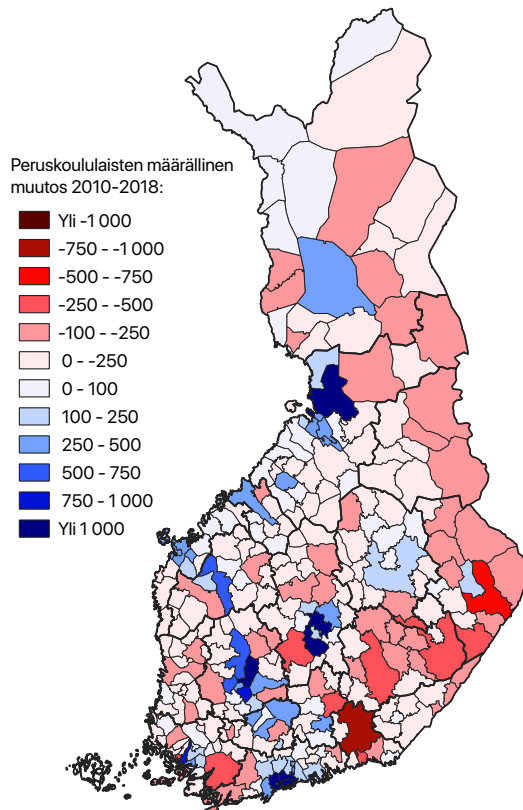 Peruskoululaisten määrällinen
muutos 2010-2018:
Yli -1 000
-750 - -1 000
-500 - -750
-250 - -500
-100 - -250
0 - -250
0 - 100
100 - 250
250 - 500
500 - 750
750 - 1 000
Yli 1 000